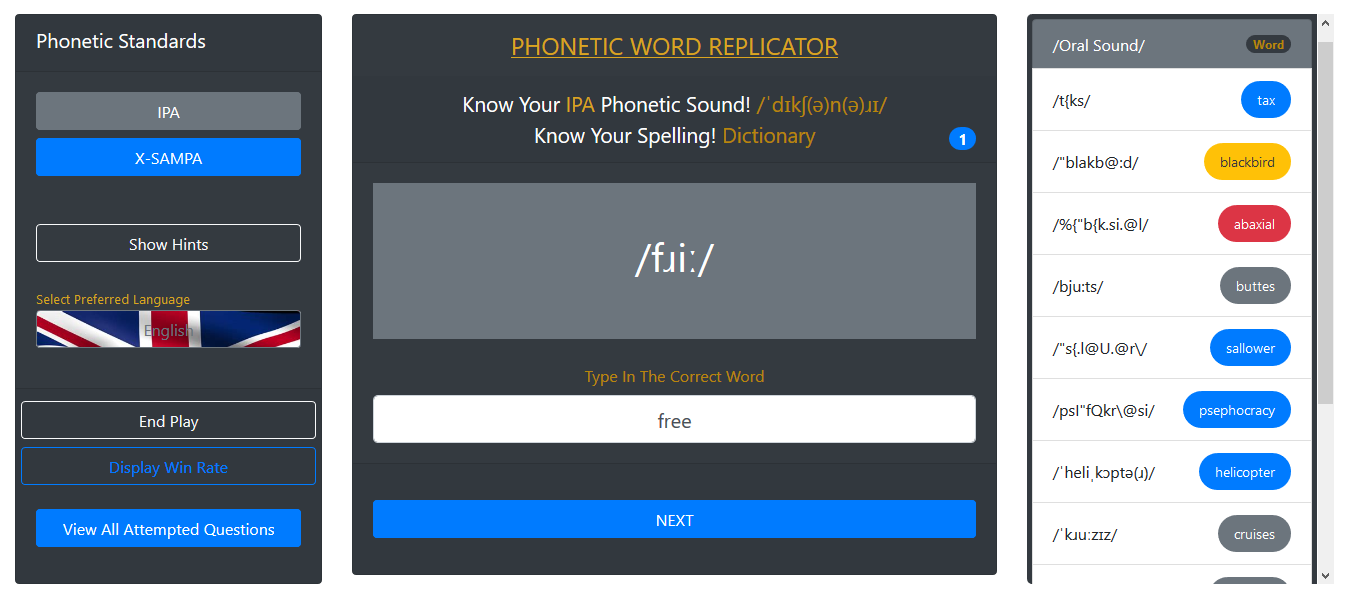 Phonetic Standards
IPA
X-SAMPA
Show Hints
Select Preferred Language
English
End Play
Display Win Rate
View All Attempted Questions
PHONETIC WORD REPLICATOR
Know Your IPA Phonetic Sound! /ˈdɪkʃ(ə)n(ə)ɹɪ/
Know Your Spelling! Dictionary
1
/fɹiː/
Type In The Correct Word
free
NEXT
/Oral Sound/ Word
/t{ks/ tax
/"blakb@:d/ blackbird
/%{"b{k.si.@l/ abaxial
/bju:ts/ buttes
/"s{.l@U.@r\/ sallower
/psI"fQkr\@si/ psephocracy
/ˈheliˌkɔptə(ɹ)/ helicopter
/ˈkɹuːzɪz/ cruises